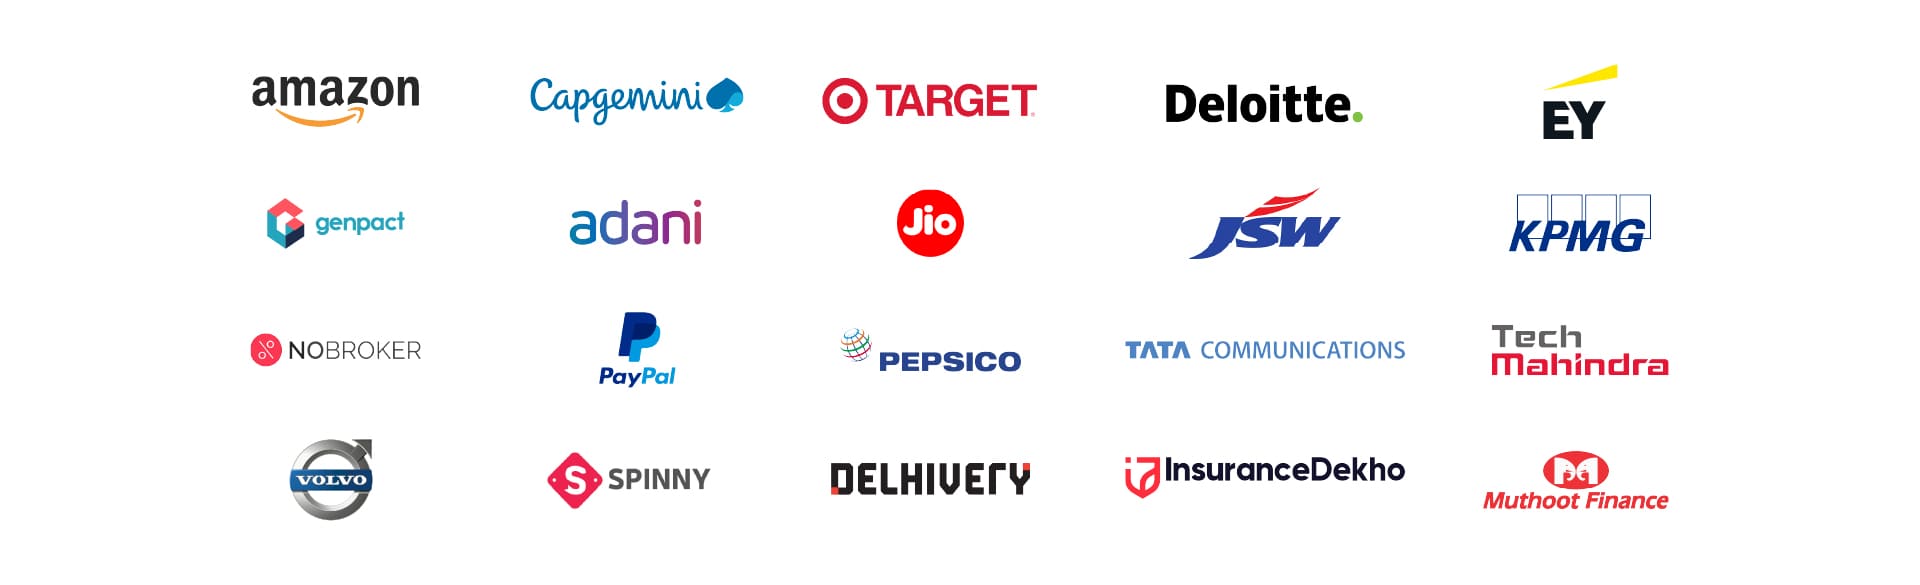 amazon
Capgemini
TARGET
Deloitte.
EY
genpact
adani
Jio
JSW
KPMG
NOBROKER
PayPal
PEPSICO
TATA COMMUNICATIONS
Tech
Mahindra
VOLVO
S SPINNY
DELHIVERY
InsuranceDekho
Muthoot Finance